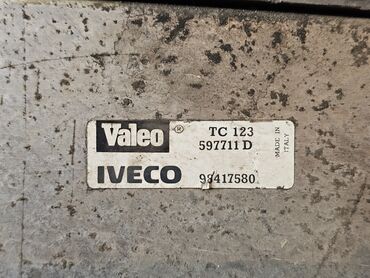 Valeo ® TC 123
597711 D
IVECO 93417580
MADE IN
ITALY